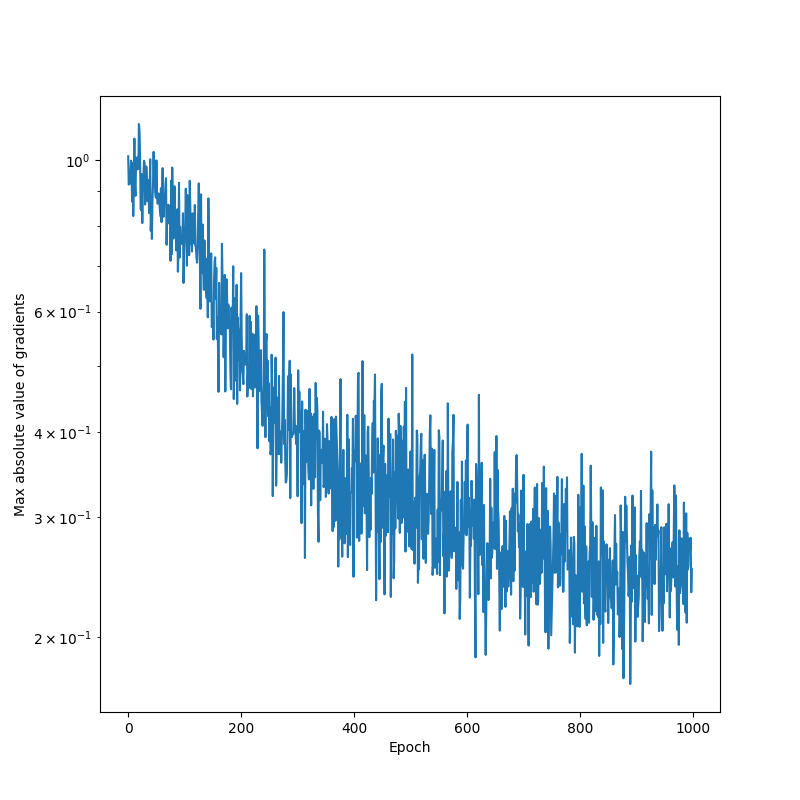 Max absolute value of gradients
10⁰
6 × 10⁻¹
4 × 10⁻¹
3 × 10⁻¹
2 × 10⁻¹
0 200 400 600 800 1000
Epoch